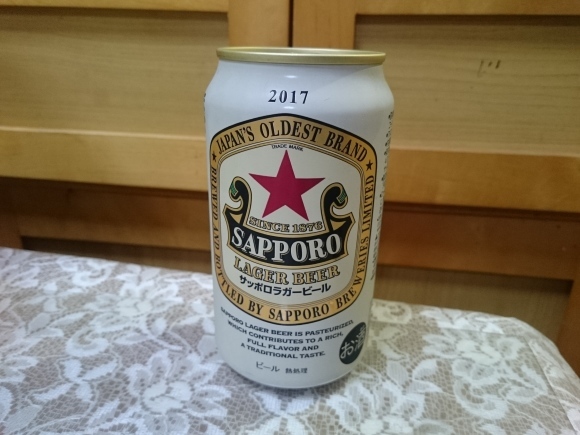 2017
★ JAPAN'S OLDEST BRAND ★
TRADE MARK
SINCE 1876
SAPPORO
LAGER BEER
サッポロラガービール
BREWED AND BOTTLED BY SAPPORO BREWERIES LIMITED
SAPPORO LAGER BEER IS PASTEURIZED,
WHICH CONTRIBUTES TO A RICH,
FULL FLAVOR AND
A TRADITIONAL TASTE.
お酒
ビール 熱処理